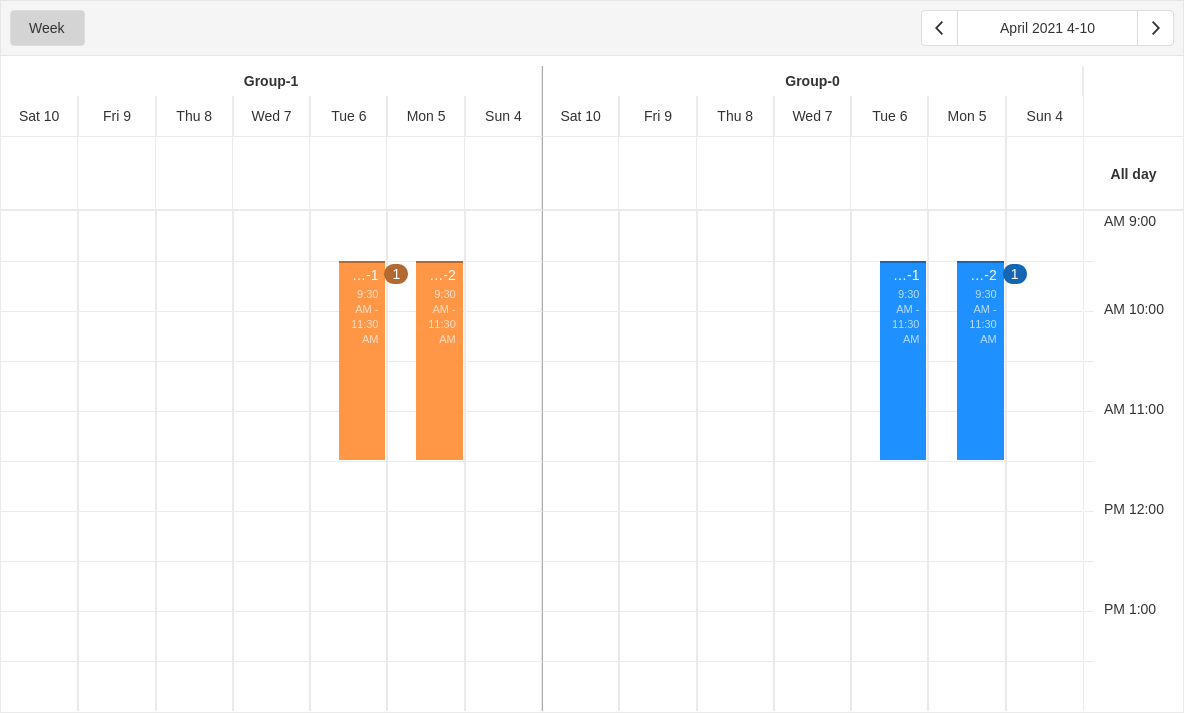 Week
April 2021 4-10
Group-1
Group-0
Sat 10
Fri 9
Thu 8
Wed 7
Tue 6
Mon 5
Sun 4
Sat 10
Fri 9
Thu 8
Wed 7
Tue 6
Mon 5
Sun 4
All day
AM 9:00
AM 10:00
AM 11:00
PM 12:00
PM 1:00
…-1
9:30
AM -
11:30
AM
1
…-2
9:30
AM -
11:30
AM
…-1
9:30
AM -
11:30
AM
…-2
9:30
AM -
11:30
AM
1